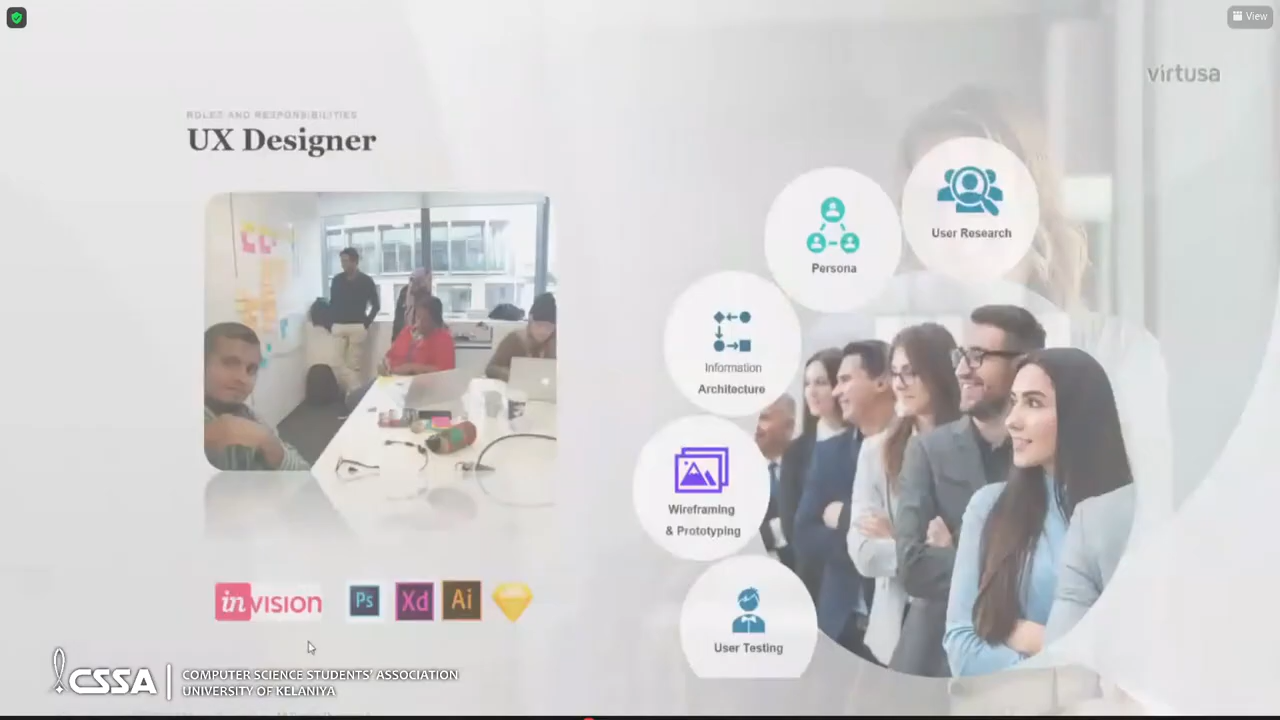 View
virtusa
ROLES AND RESPONSIBILITIES
UX Designer
User Research
Persona
Information
Architecture
Wireframing
& Prototyping
User Testing
inVISION
Ps
Xd
Ai
CSSA
COMPUTER SCIENCE STUDENTS' ASSOCIATION
UNIVERSITY OF KELANIYA